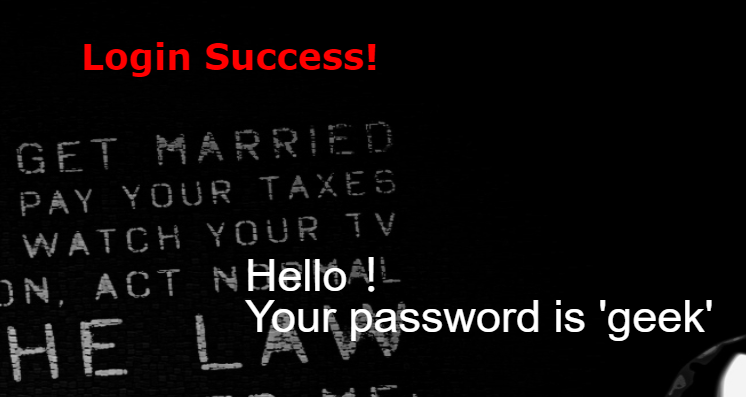 Login Success!
GET MARRIED
PAY YOUR TAXES
WATCH YOUR TV
ON, ACT NORMAL
Hello！
Your password is 'geek'
HE LAW